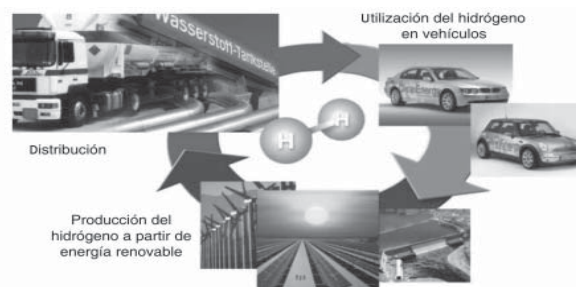 Wasserstoff-Tankstelle
Utilización del hidrógeno
en vehículos
H
H
Distribución
Producción del
hidrógeno a partir de
energía renovable